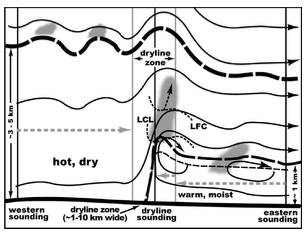 dryline
zone
~3 - 5 km
LCL
LFC
hot, dry
~1 km
warm, moist
western
sounding
dryline zone
(~1-10 km wide)
dryline
sounding
eastern
sounding